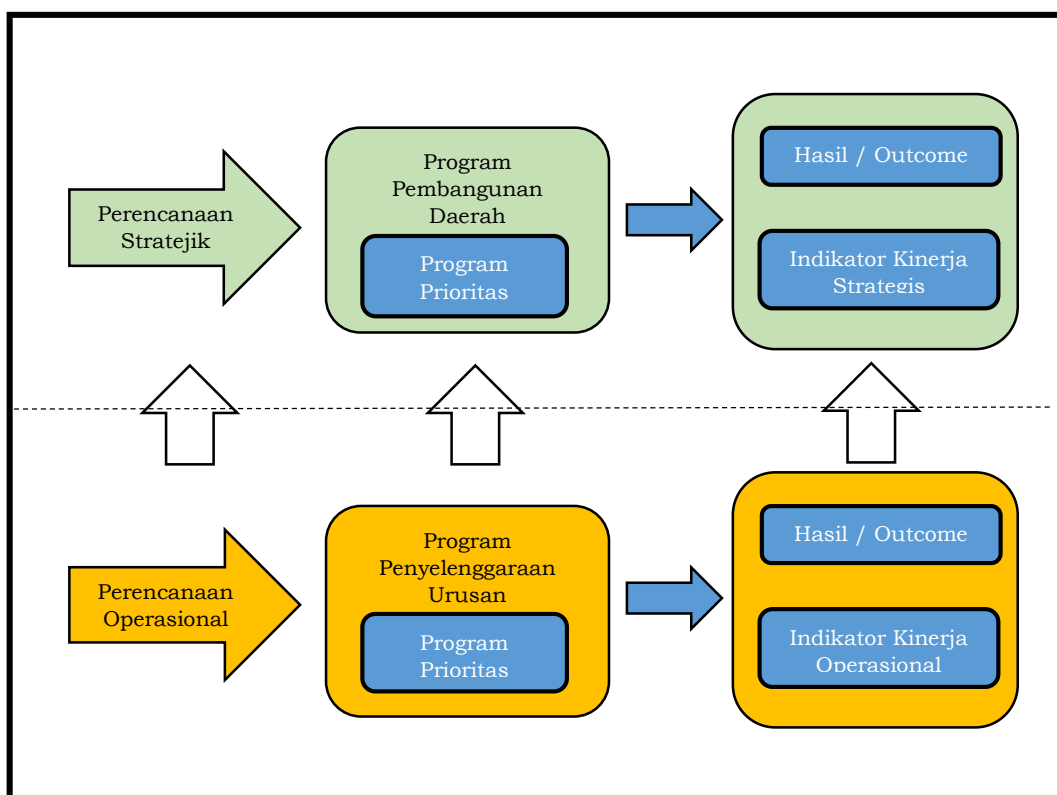 Perencanaan
Stratejik
Program
Pembangunan
Daerah
Program
Prioritas
Hasil / Outcome
Indikator Kinerja
Strategis
Perencanaan
Operasional
Program
Penyelenggaraan
Urusan
Program
Prioritas
Hasil / Outcome
Indikator Kinerja
Operasional